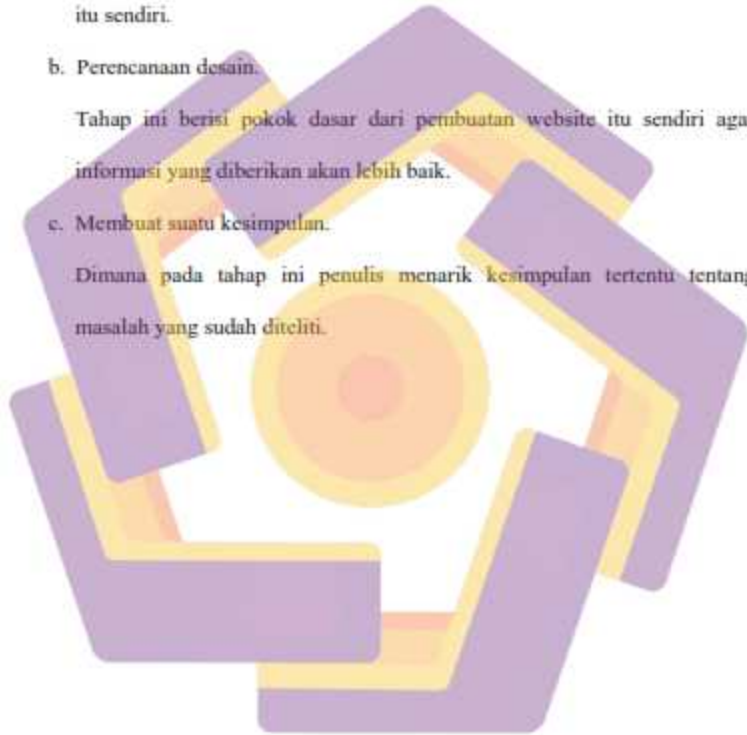 itu sendiri.
b. Perencanaan desain.
Tahap ini berisi pokok dasar dari pembuatan website itu sendiri aga
informasi yang diberikan akan lebih baik.
c. Membuat suatu kesimpulan.
Dimana pada tahap ini penulis menarik kesimpulan tertentu tentang
masalah yang sudah diteliti.